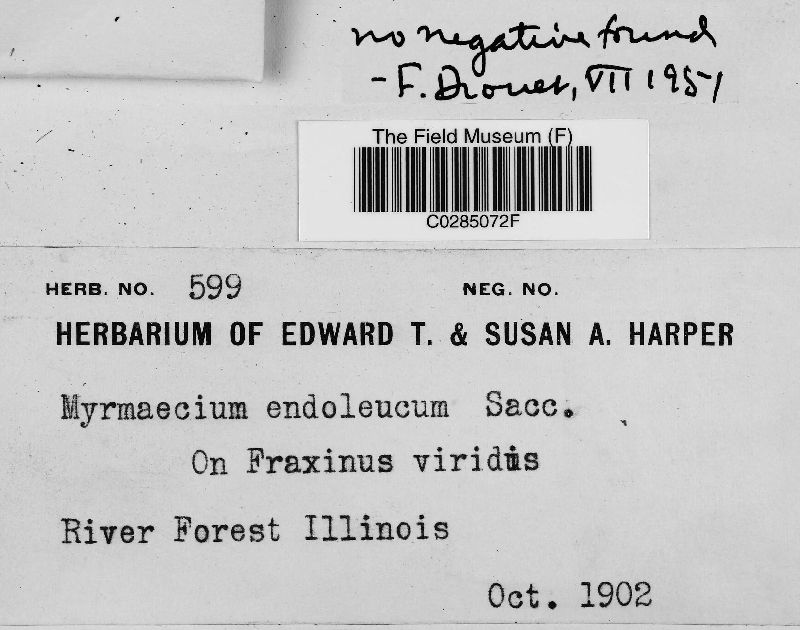 no negative found
- F. Drouet, VII 1951
The Field Museum (F)
C0285072F
HERB. NO. 599 NEG. NO.
HERBARIUM OF EDWARD T. & SUSAN A. HARPER
Myrmaecium endoleucum Sacc.
On Fraxinus viridis
River Forest Illinois
Oct. 1902